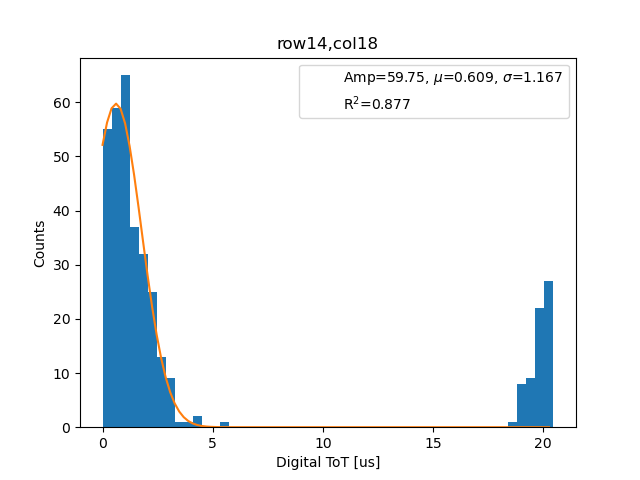 row14,col18
Amp=59.75, μ=0.609, σ=1.167
R²=0.877
60
50
40
30
20
10
0
Counts
0 5 10 15 20
Digital ToT [us]